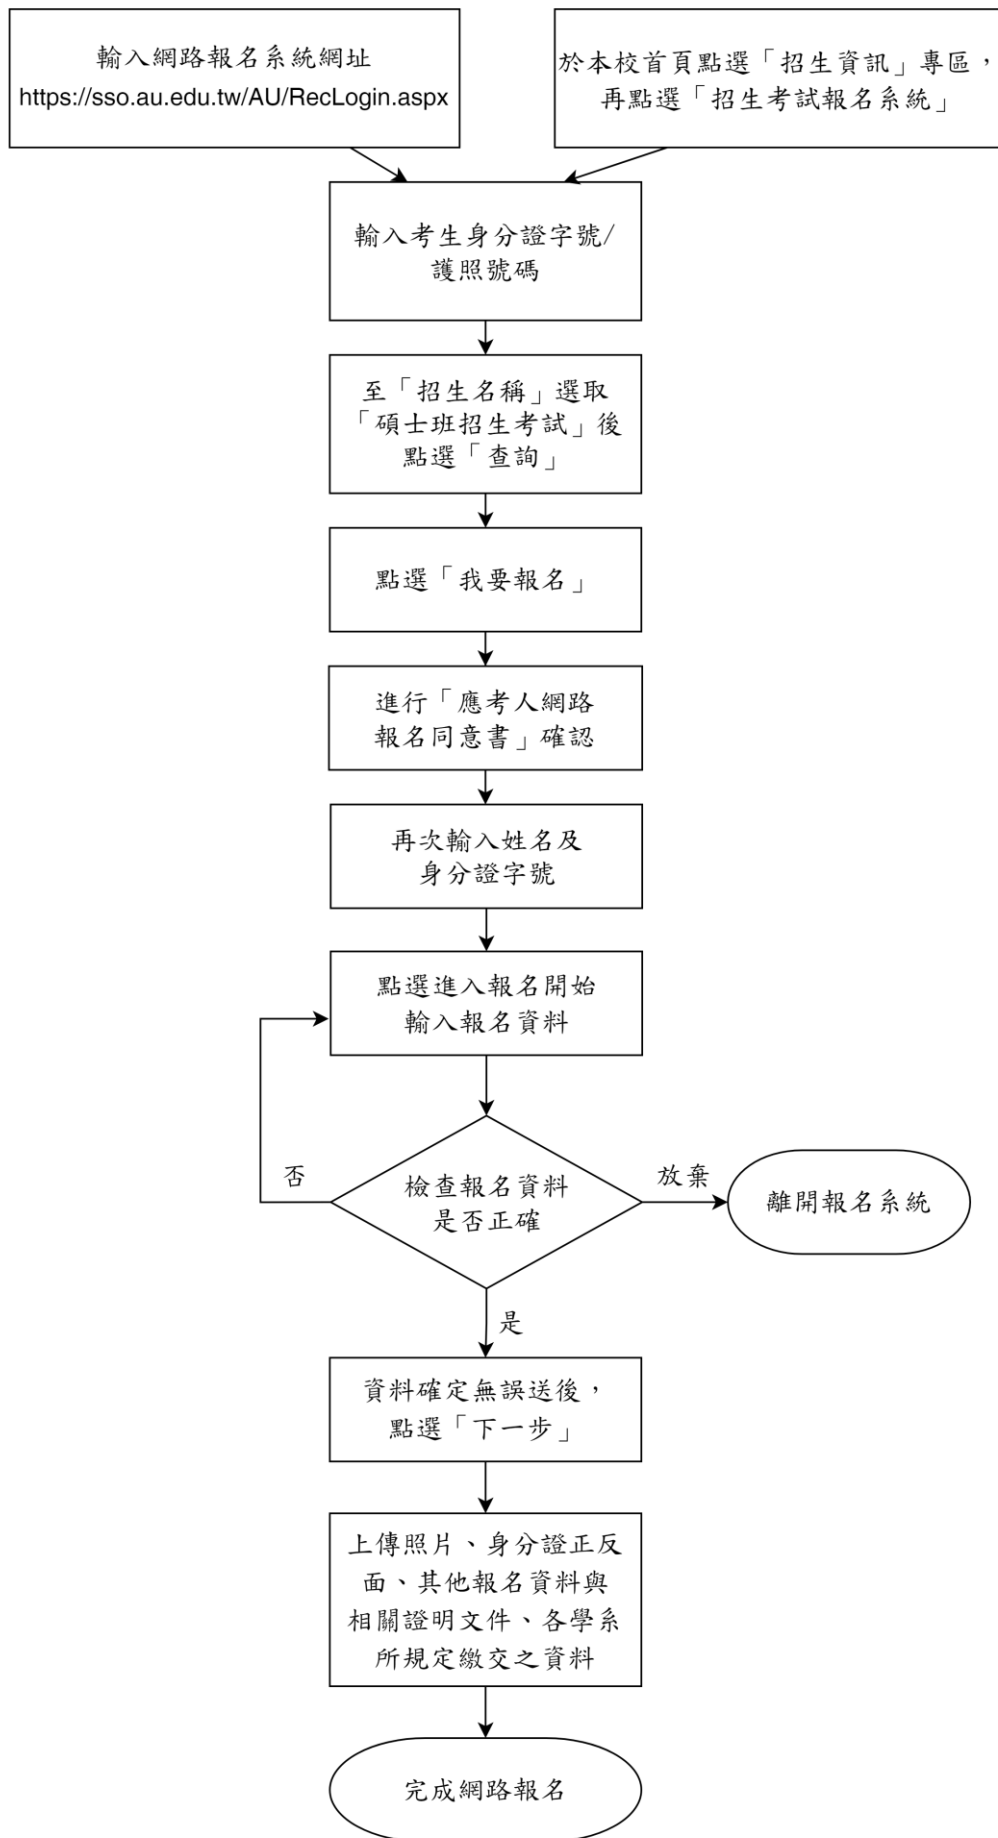 輸入網路報名系統網址
https://sso.au.edu.tw/AU/RecLogin.aspx
於本校首頁點選「招生資訊」專區，
再點選「招生考試報名系統」
輸入考生身分證字號/
護照號碼
至「招生名稱」選取
「碩士班招生考試」後
點選「查詢」
點選「我要報名」
進行「應考人網路
報名同意書」確認
再次輸入姓名及
身分證字號
點選進入報名開始
輸入報名資料
否
檢查報名資料
是否正確
放棄
離開報名系統
是
資料確定無誤送後，
點選「下一步」
上傳照片、身分證正反
面、其他報名資料與
相關證明文件、各學系
所規定繳交之資料
完成網路報名